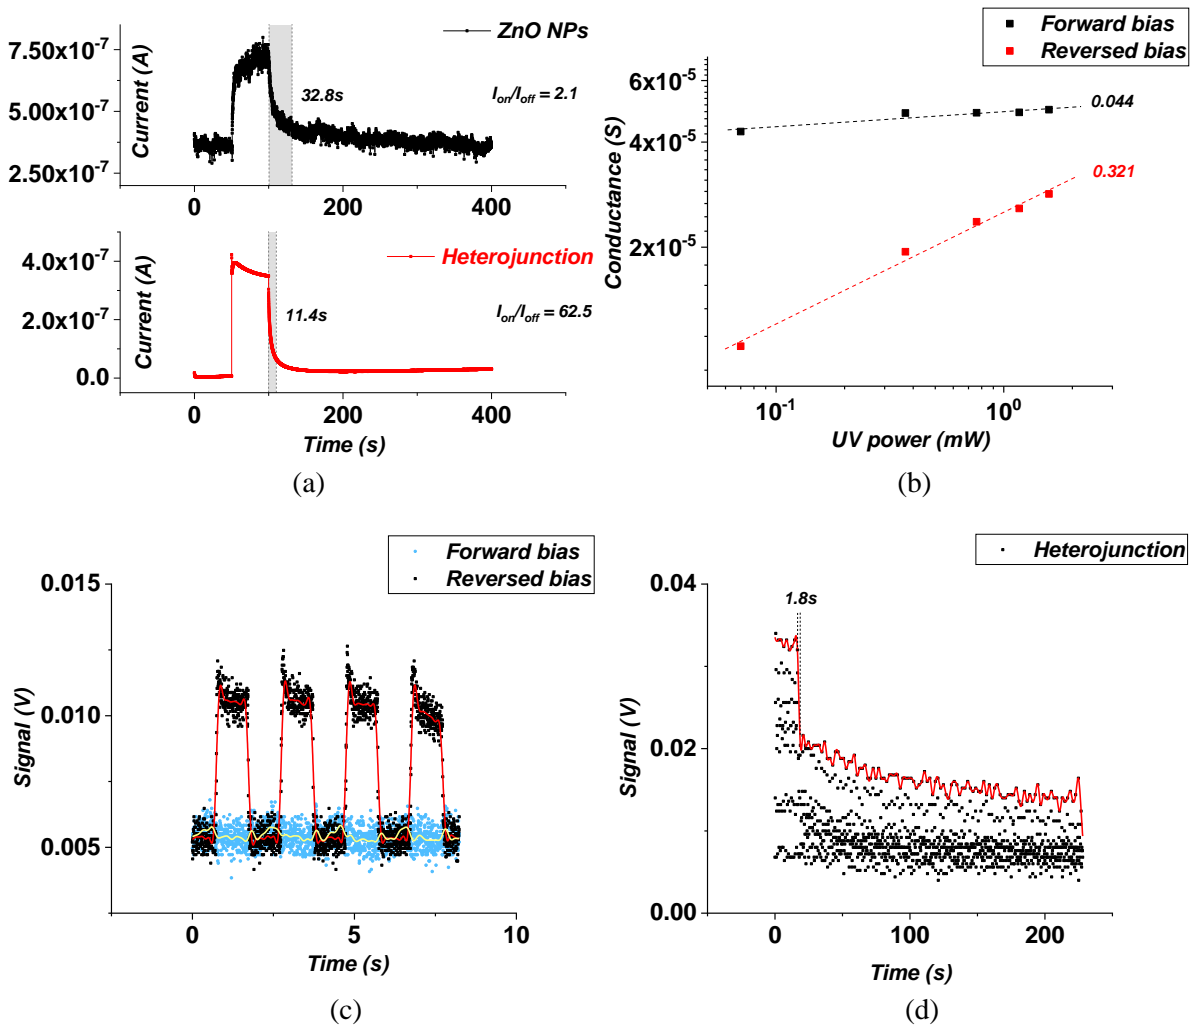 ZnO NPs
7.50x10-7
5.00x10-7
2.50x10-7
Current (A)
32.8s
Ion/Ioff = 2.1
0
200
400
Heterojunction
4.0x10-7
2.0x10-7
0.0
Current (A)
11.4s
Ion/Ioff = 62.5
0
200
400
Time (s)
(a)
Forward bias
Reversed bias
6x10-5
4x10-5
2x10-5
Conductance (S)
0.044
0.321
10-1
100
UV power (mW)
(b)
Forward bias
Reversed bias
0.015
0.010
0.005
Signal (V)
0
5
10
Time (s)
(c)
Heterojunction
0.04
0.02
0.00
Signal (V)
1.8s
0
100
200
Time (s)
(d)